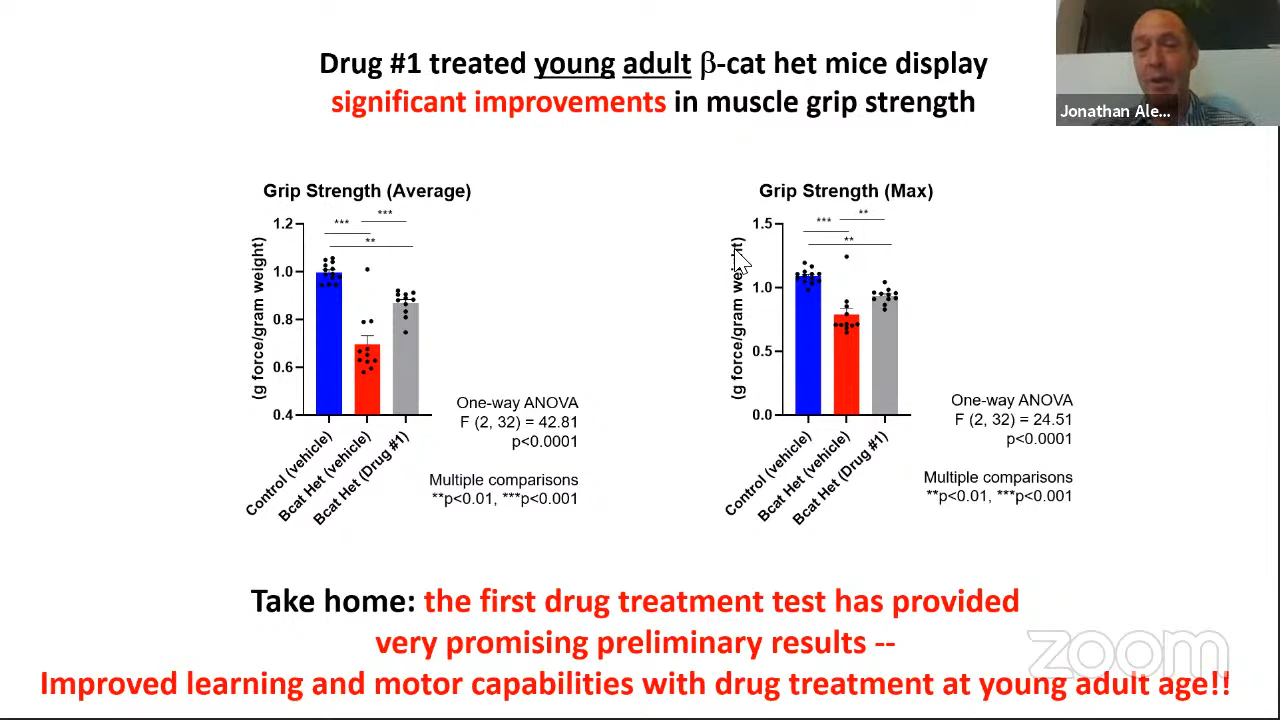 Drug #1 treated young adult β-cat het mice display
significant improvements in muscle grip strength
Jonathan Ale...
Grip Strength (Average)
(g force/gram weight)
1.2
1.0
0.8
0.6
0.4
***
***
**
Control (vehicle)
Bcat Het (vehicle)
Bcat Het (Drug #1)
One-way ANOVA
F (2, 32) = 42.81
p<0.0001
Multiple comparisons
**p<0.01, ***p<0.001
Grip Strength (Max)
(g force/gram weight)
1.5
1.0
0.5
0.0
***
**
**
Control (vehicle)
Bcat Het (vehicle)
Bcat Het (Drug #1)
One-way ANOVA
F (2, 32) = 24.51
p<0.0001
Multiple comparisons
**p<0.01, ***p<0.001
Take home: the first drug treatment test has provided
very promising preliminary results --
Improved learning and motor capabilities with drug treatment at young adult age!!
zoom